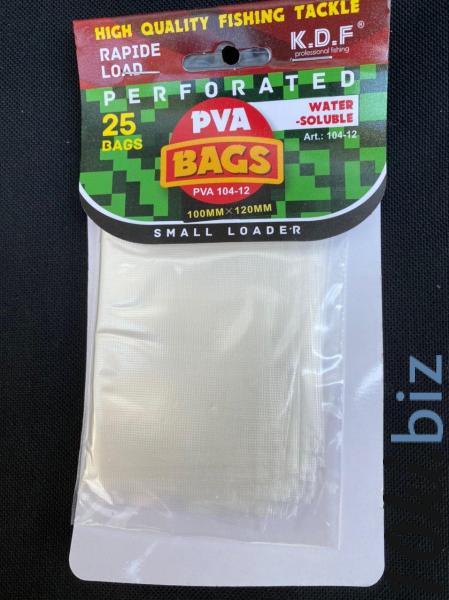 HIGH QUALITY FISHING TACKLE
RAPIDE
LOAD
K.D.F®
professional fishing
PERFORATED
25
BAGS
PVA
BAGS
PVA 104-12
WATER
-SOLUBLE
Art.: 104-12
100MM×120MM
SMALL LOADER
biz